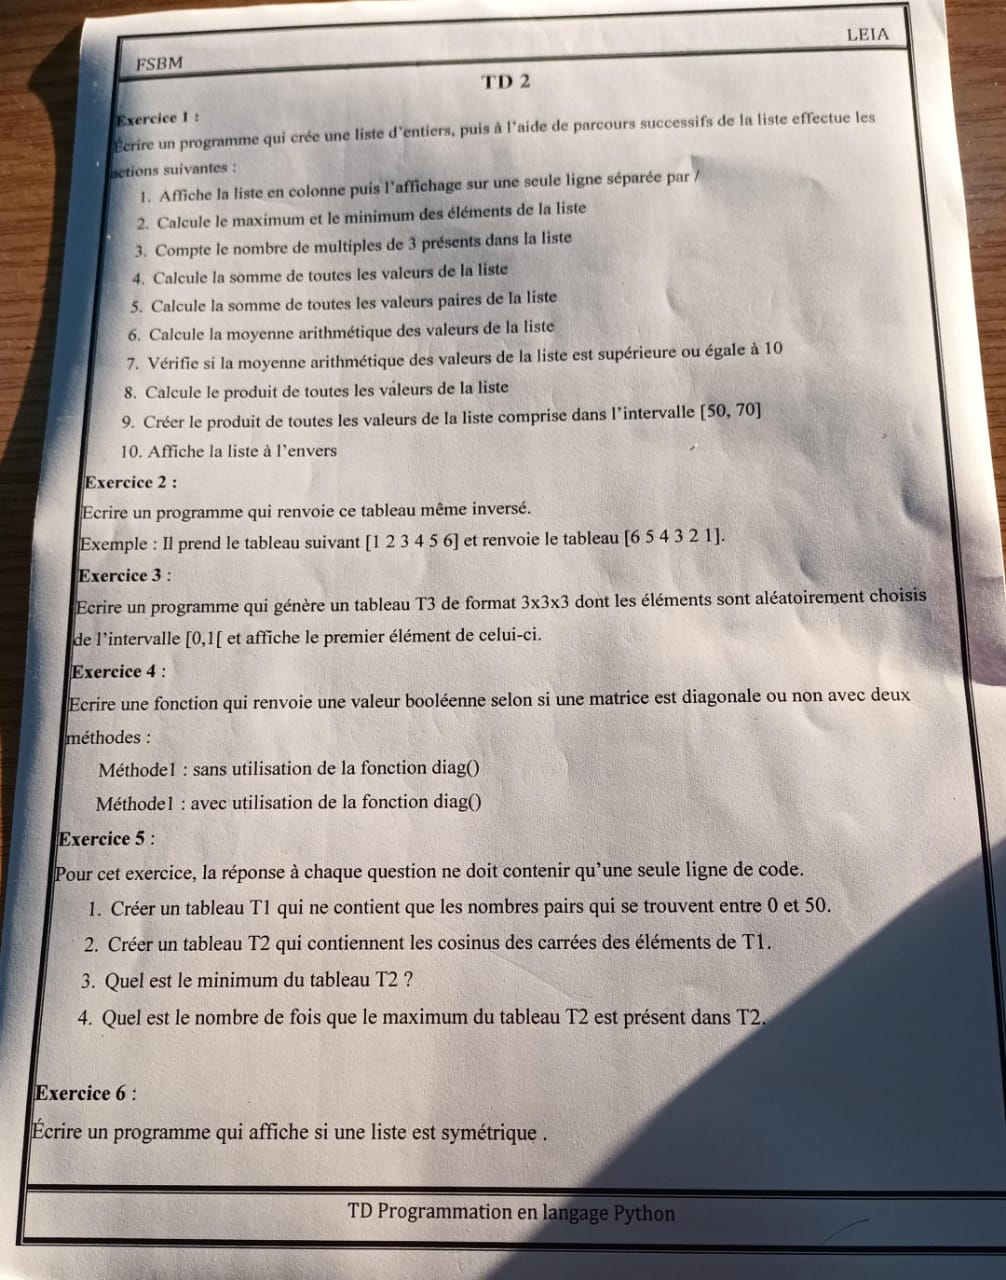 FSBM
LEIA
TD 2
Exercice 1 :
Écrire un programme qui crée une liste d'entiers, puis à l'aide de parcours successifs de la liste effectue les
actions suivantes :
1. Affiche la liste en colonne puis l'affichage sur une seule ligne séparée par /
2. Calcule le maximum et le minimum des éléments de la liste
3. Compte le nombre de multiples de 3 présents dans la liste
4. Calcule la somme de toutes les valeurs de la liste
5. Calcule la somme de toutes les valeurs paires de la liste
6. Calcule la moyenne arithmétique des valeurs de la liste
7. Vérifie si la moyenne arithmétique des valeurs de la liste est supérieure ou égale à 10
8. Calcule le produit de toutes les valeurs de la liste
9. Créer le produit de toutes les valeurs de la liste comprise dans l'intervalle [50, 70]
10. Affiche la liste à l'envers
Exercice 2 :
Ecrire un programme qui renvoie ce tableau même inversé.
Exemple : Il prend le tableau suivant [1 2 3 4 5 6] et renvoie le tableau [6 5 4 3 2 1].
Exercice 3 :
Ecrire un programme qui génère un tableau T3 de format 3x3x3 dont les éléments sont aléatoirement choisis
de l'intervalle [0,1[ et affiche le premier élément de celui-ci.
Exercice 4 :
Ecrire une fonction qui renvoie une valeur booléenne selon si une matrice est diagonale ou non avec deux
méthodes :
Méthode1 : sans utilisation de la fonction diag()
Méthode1 : avec utilisation de la fonction diag()
Exercice 5 :
Pour cet exercice, la réponse à chaque question ne doit contenir qu'une seule ligne de code.
1. Créer un tableau T1 qui ne contient que les nombres pairs qui se trouvent entre 0 et 50.
2. Créer un tableau T2 qui contiennent les cosinus des carrées des éléments de T1.
3. Quel est le minimum du tableau T2 ?
4. Quel est le nombre de fois que le maximum du tableau T2 est présent dans T2.
Exercice 6 :
Écrire un programme qui affiche si une liste est symétrique .
TD Programmation en langage Python